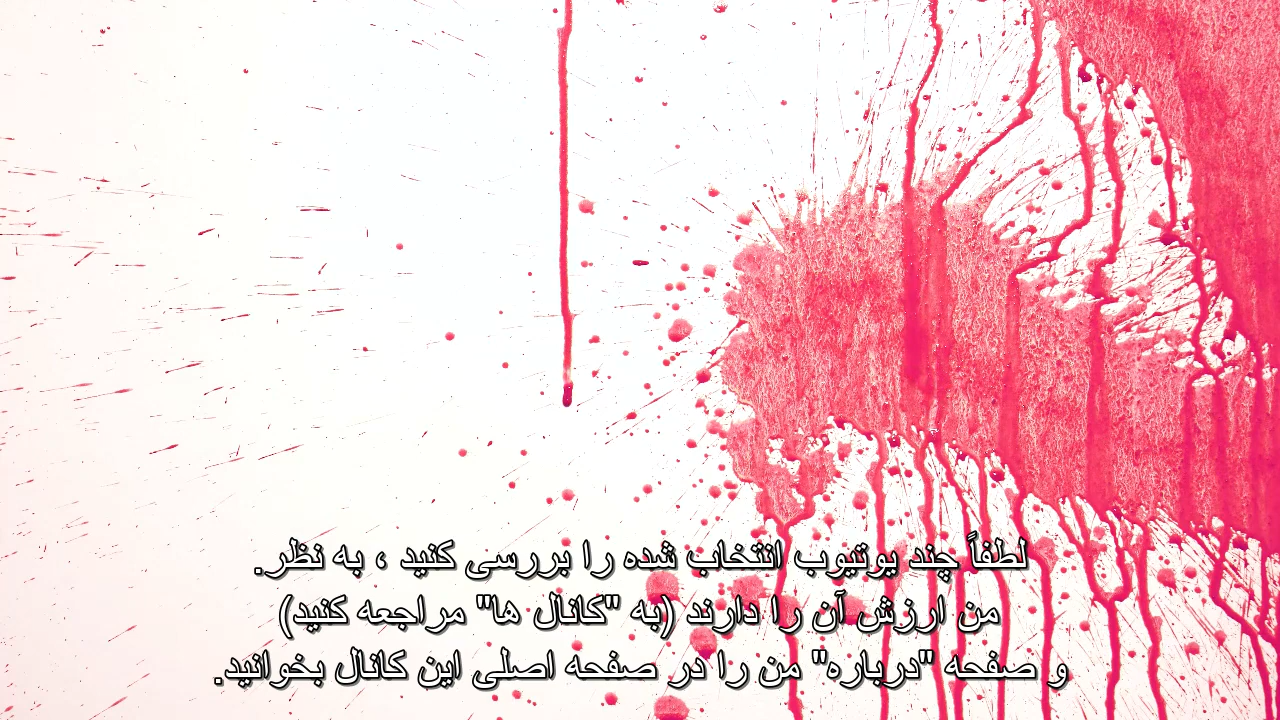 لطفاً چند یوتیوب انتخاب شده را بررسی کنید ، به نظر.
من ارزش آن را دارند (به "کانال ها" مراجعه کنید)
و صفحه "درباره" من را در صفحه اصلی این کانال بخوانید.